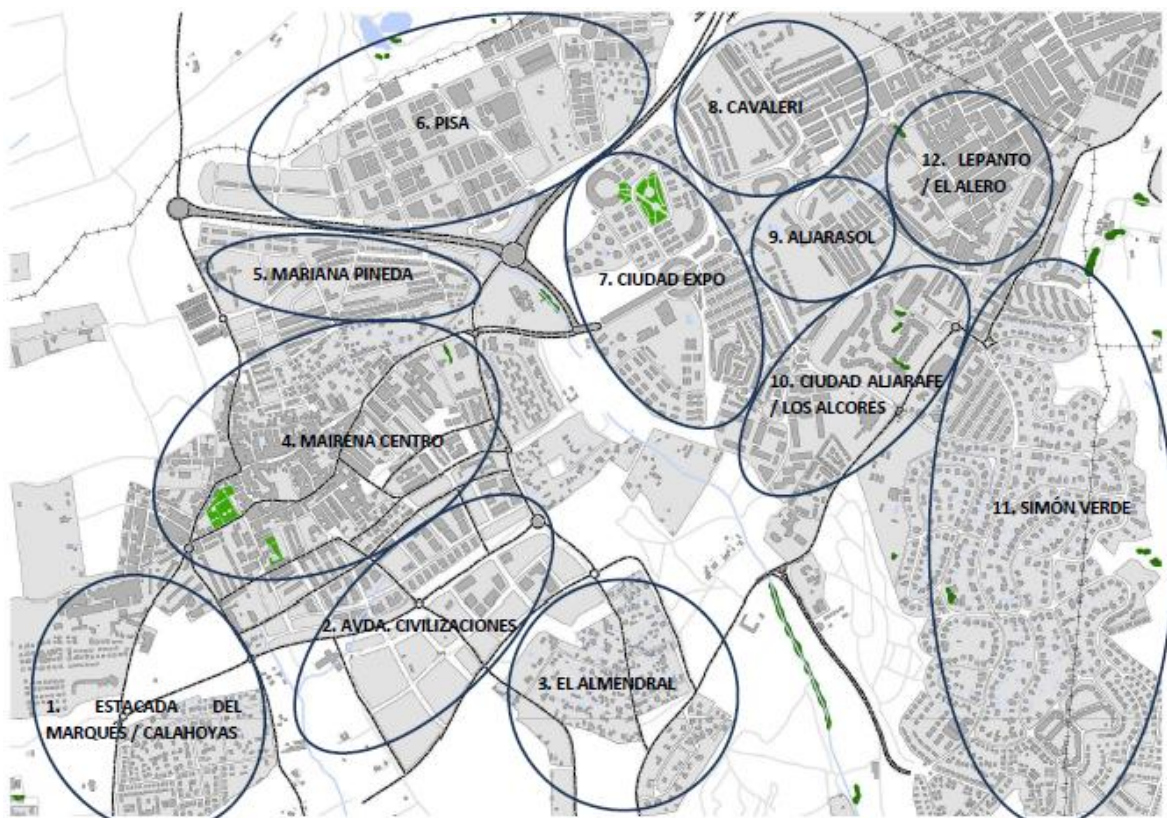 6. PISA
8. CAVALERI
12. LEPANTO
/ EL ALERO
9. ALJARASOL
5. MARIANA PINEDA
7. CIUDAD EXPO
10. CIUDAD ALJARAFE
/ LOS ALCORES
4. MAIRENA CENTRO
11. SIMÓN VERDE
2. AVDA. CIVILIZACIONES
3. EL ALMENDRAL
1. ESTACADA DEL
MARQUÉS / CALAHOYAS